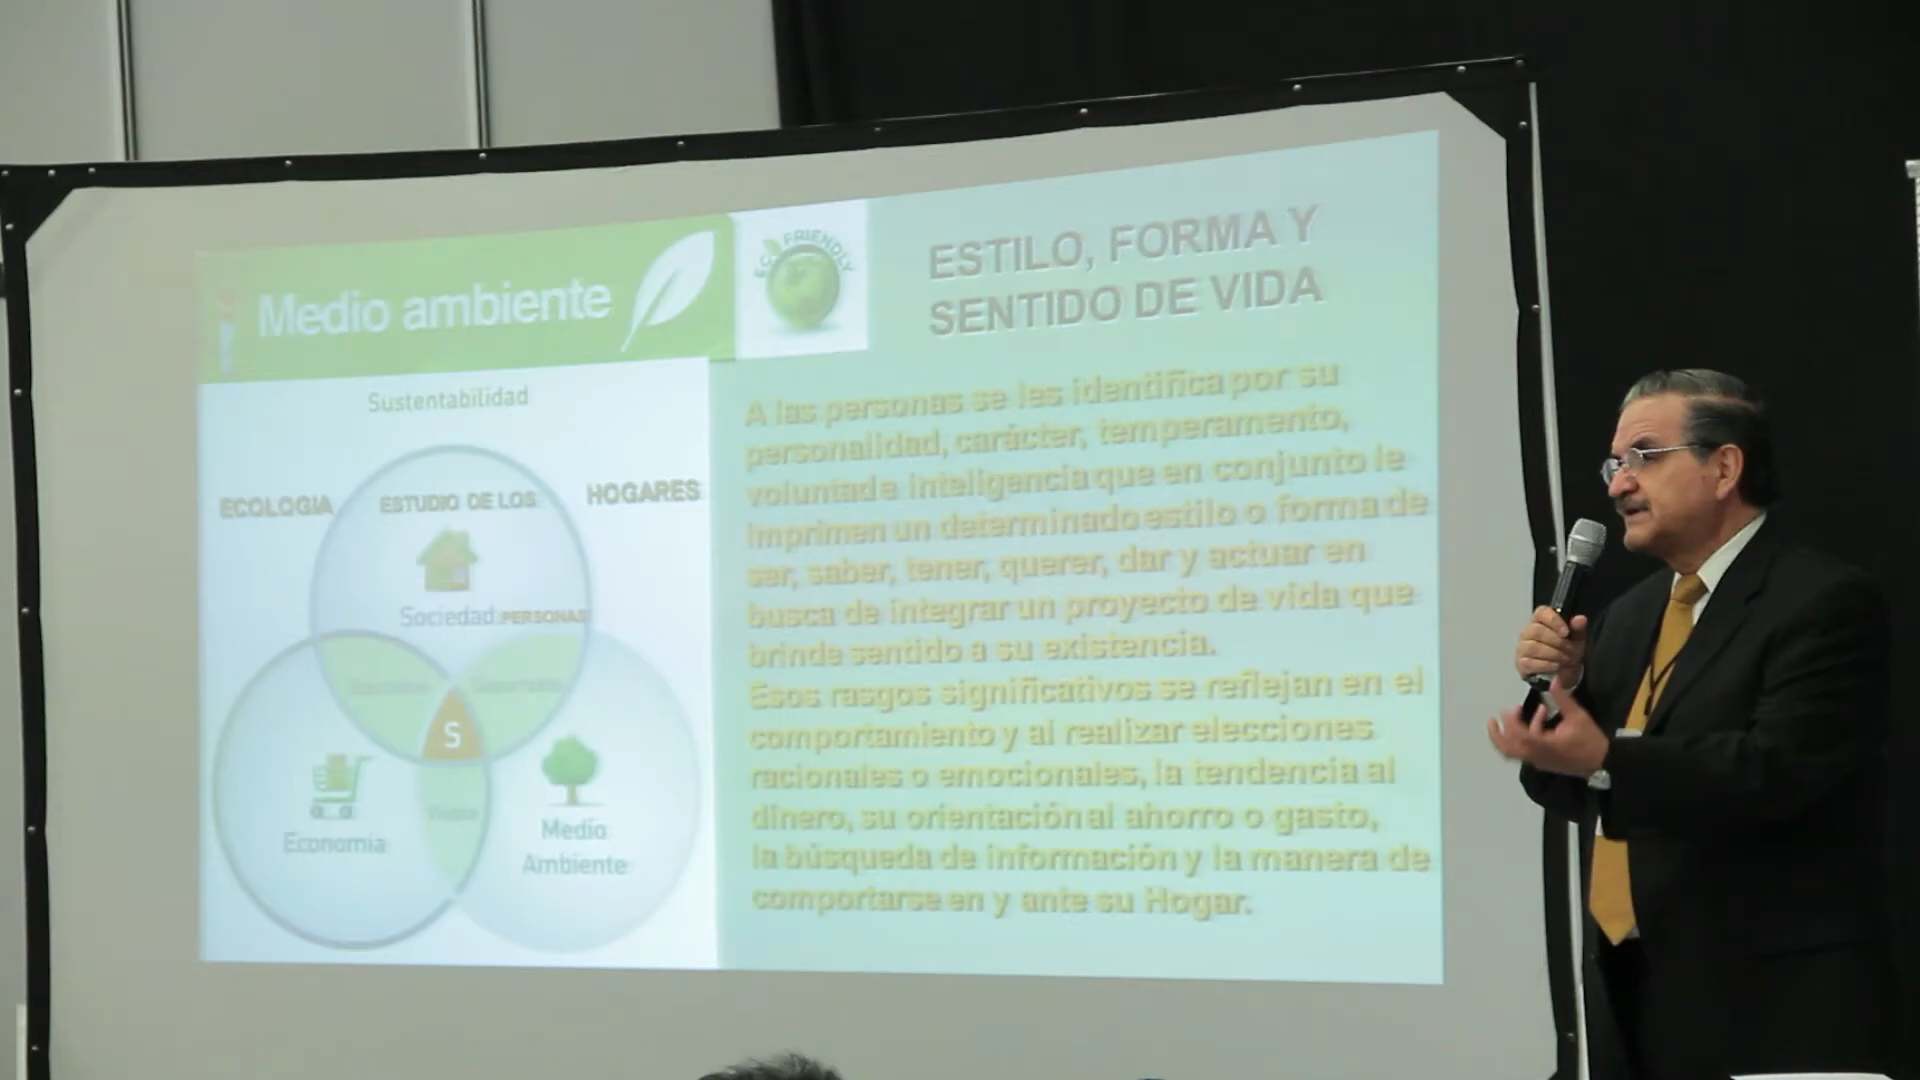 Medio ambiente
ECO FRIENDLY
ESTILO, FORMA Y
SENTIDO DE VIDA
Sustentabilidad
ECOLOGIA
ESTUDIO DE LOS
HOGARES
Sociedad:PERSONAS
S
Economía
Medio
Ambiente
A las personas se les identifica por su
personalidad, carácter, temperamento,
voluntad e inteligencia que en conjunto le
imprimen un determinado estilo o forma de
ser, saber, tener, querer, dar y actuar en
busca de integrar un proyecto de vida que
brinde sentido a su existencia.
Esos rasgos significativos se reflejan en el
comportamiento y al realizar elecciones
racionales o emocionales, la tendencia al
dinero, su orientación al ahorro o gasto,
la búsqueda de información y la manera de
comportarse en y ante su Hogar.